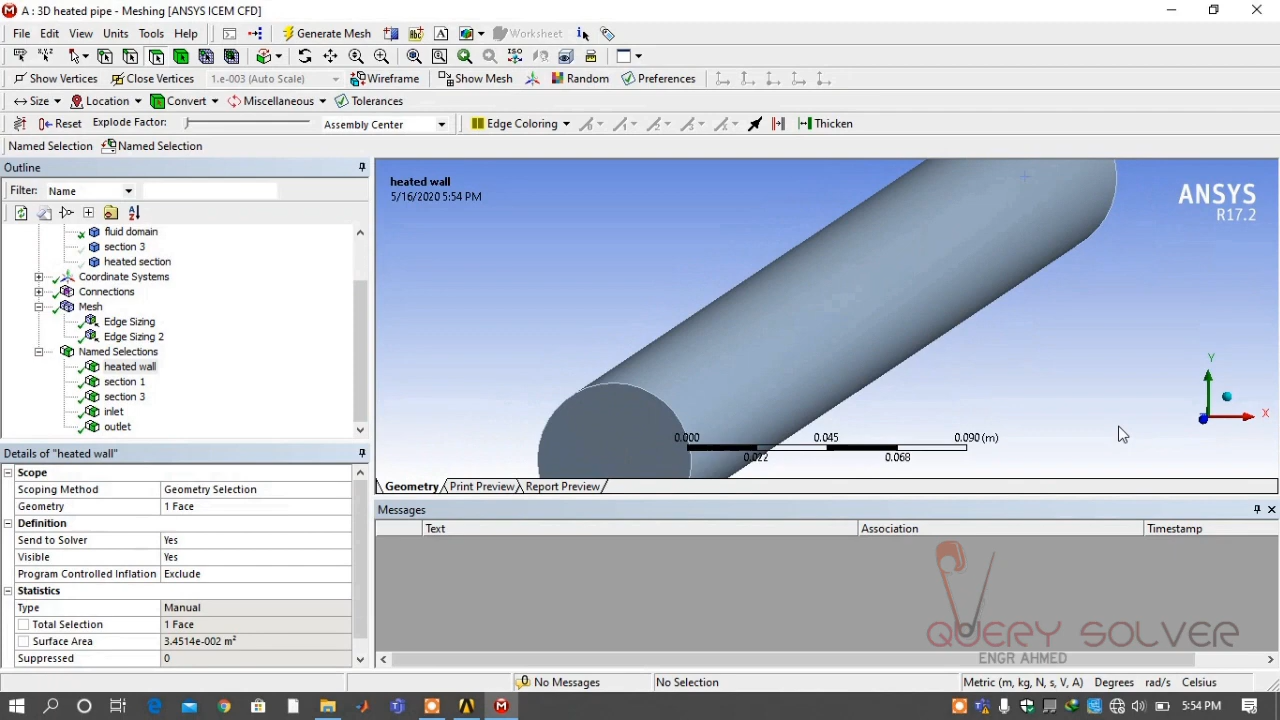 A : 3D heated pipe - Meshing [ANSYS ICEM CFD]
File Edit View Units Tools Help Generate Mesh Worksheet
Show Vertices Close Vertices 1.e-003 (Auto Scale) Wireframe Show Mesh Random Preferences
Size Location Convert Miscellaneous Tolerances
Reset Explode Factor: Assembly Center Edge Coloring Thicken
Named Selection Named Selection
Outline
Filter: Name
fluid domain
section 3
heated section
Coordinate Systems
Connections
Mesh
Edge Sizing
Edge Sizing 2
Named Selections
heated wall
section 1
section 3
inlet
outlet
Details of "heated wall"
Scope
Scoping Method Geometry Selection
Geometry 1 Face
Definition
Send to Solver Yes
Visible Yes
Program Controlled Inflation Exclude
Statistics
Type Manual
Total Selection 1 Face
Surface Area 3.4514e-002 m²
Suppressed 0
heated wall
5/16/2020 5:54 PM
ANSYS
R17.2
Y
X
0.000 0.045 0.090 (m)
0.022 0.068
Geometry Print Preview Report Preview
Messages
Text Association Timestamp
QUERY SOLVER
ENGR AHMED
No Messages No Selection Metric (m, kg, N, s, V, A) Degrees rad/s Celsius
5:54 PM